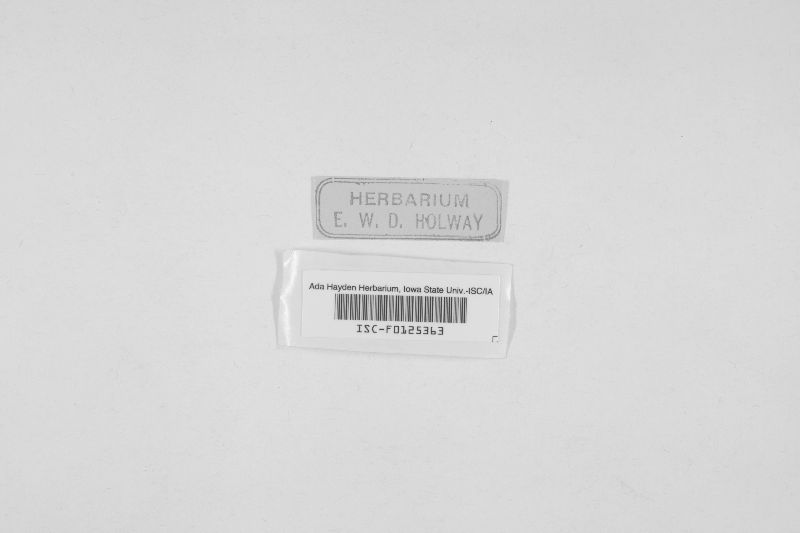 HERBARIUM
E. W. D. HOLWAY
Ada Hayden Herbarium, Iowa State Univ.-ISC/IA
ISC-F0125363